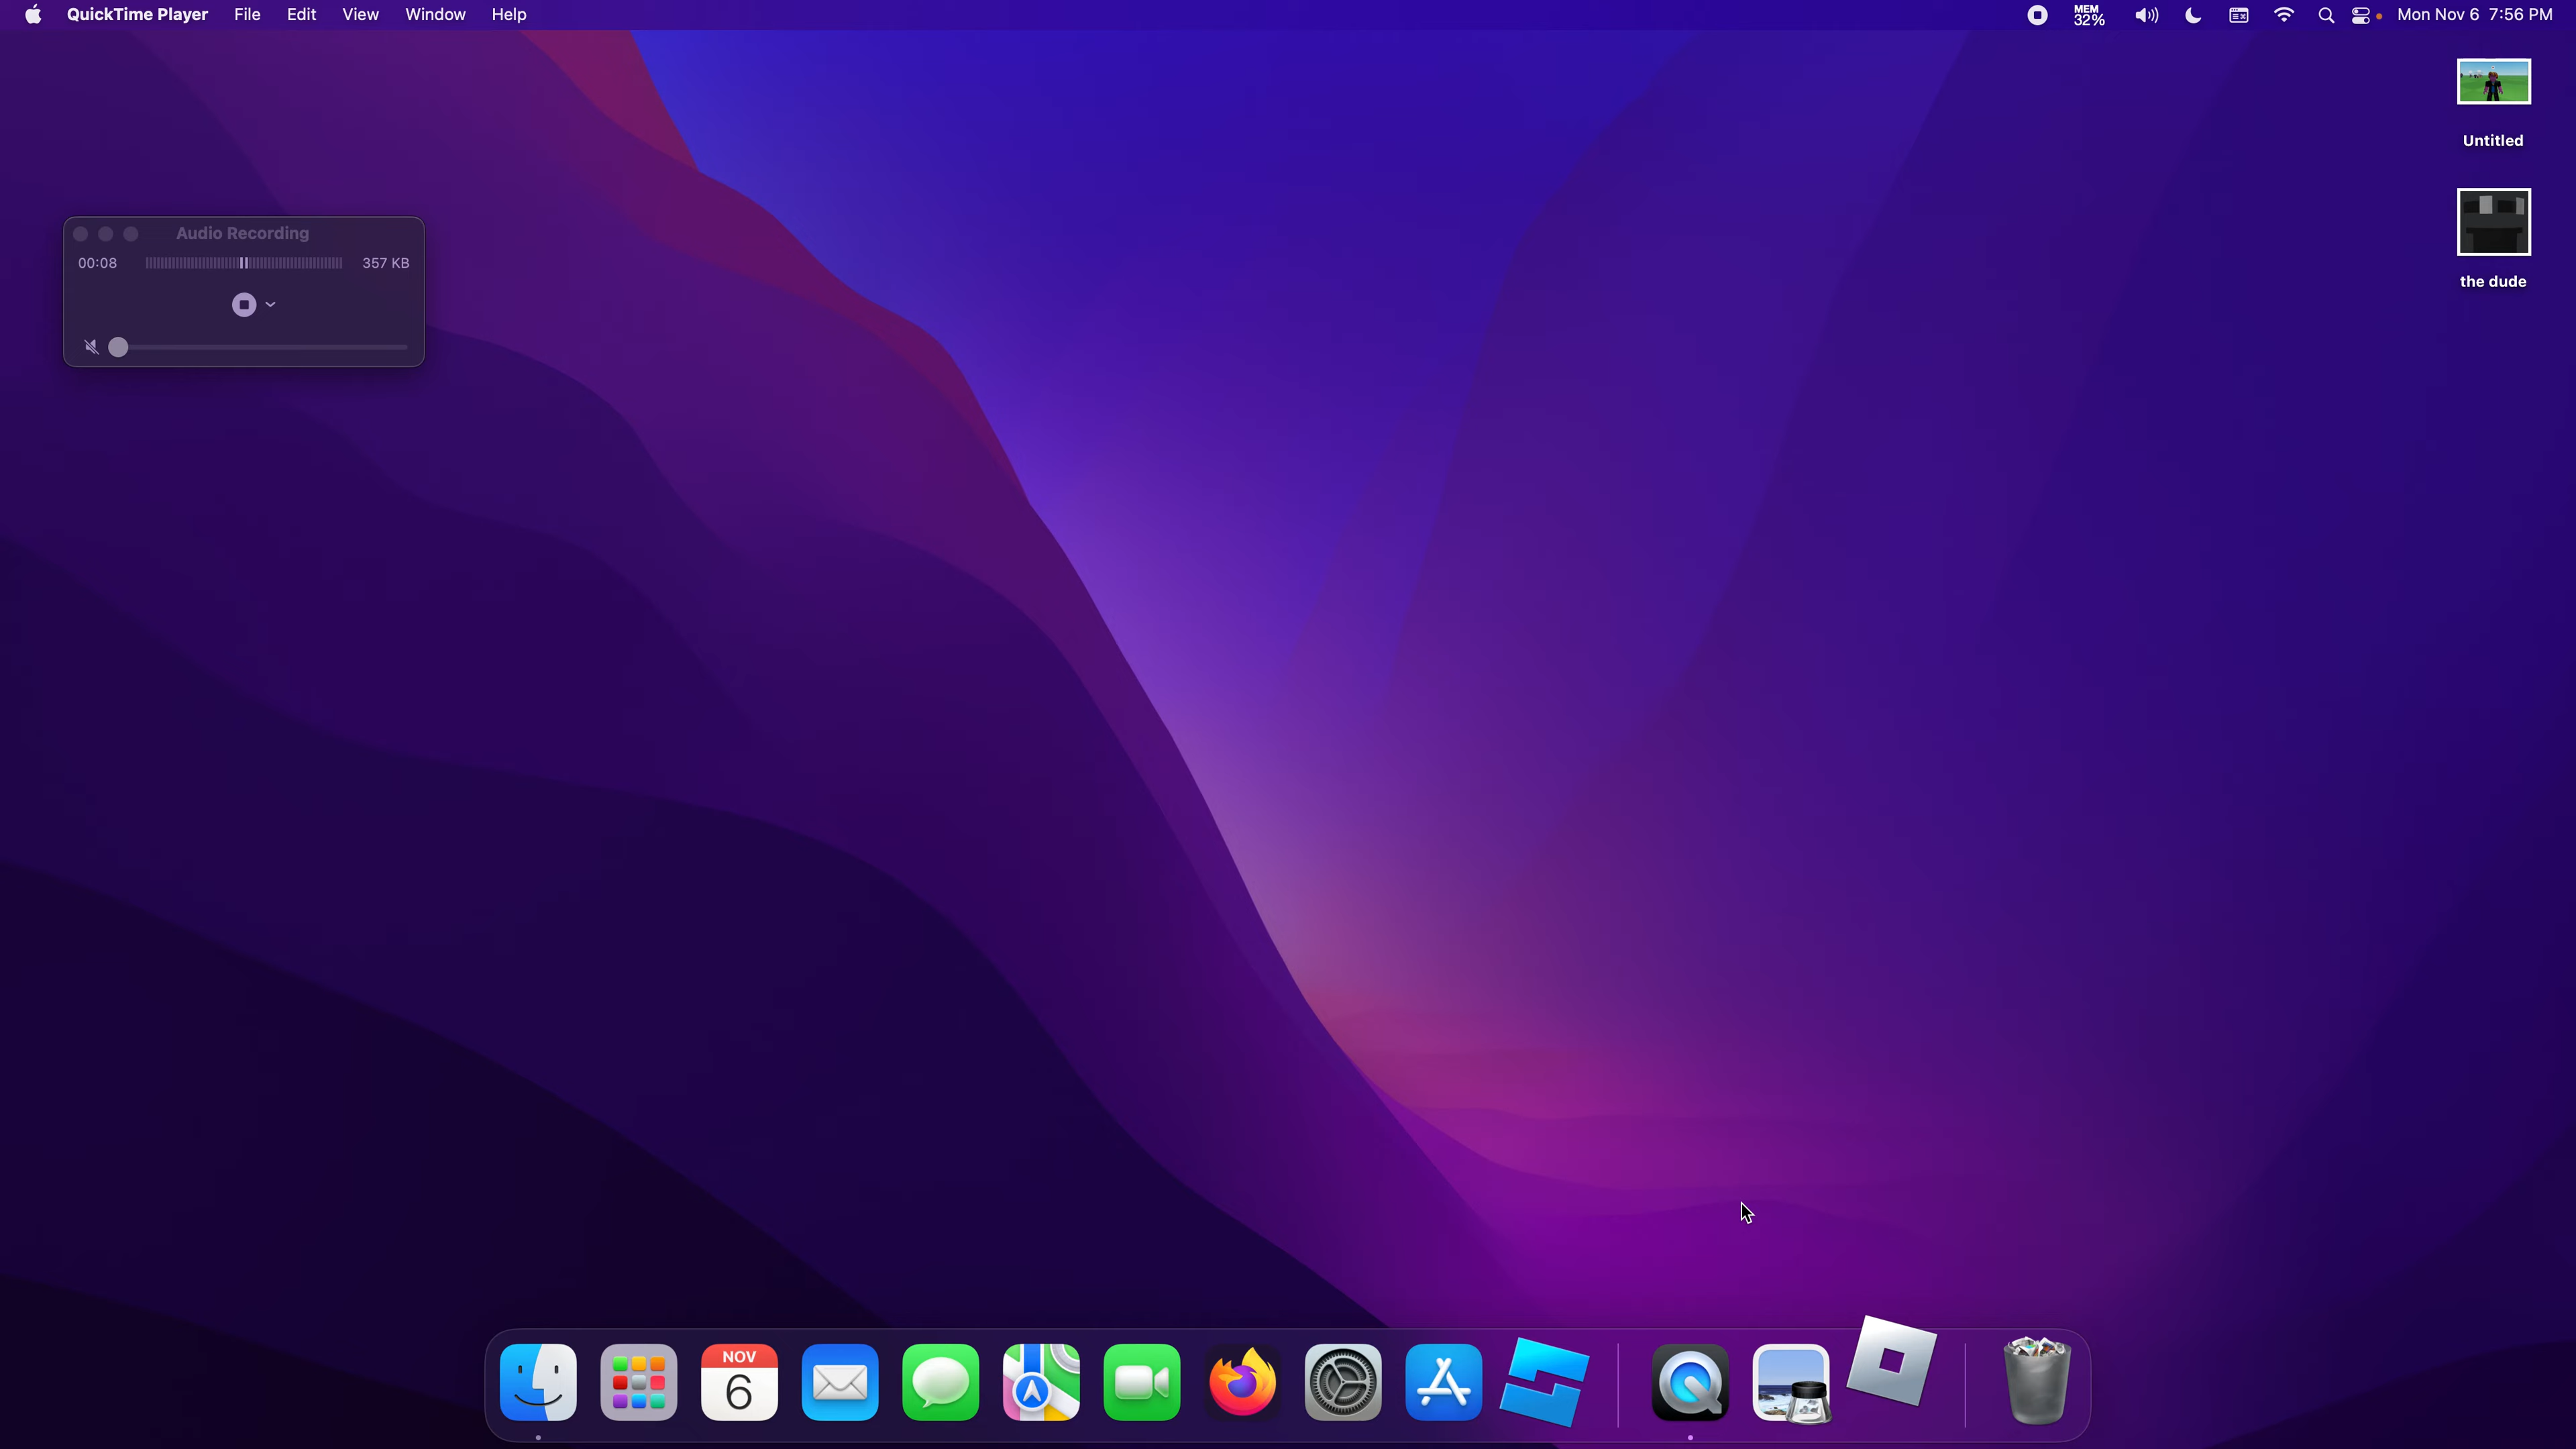 QuickTime Player File Edit View Window Help MEM 32% Mon Nov 6 7:56 PM
Untitled
Audio Recording
00:08 357 KB
the dude
NOV
6